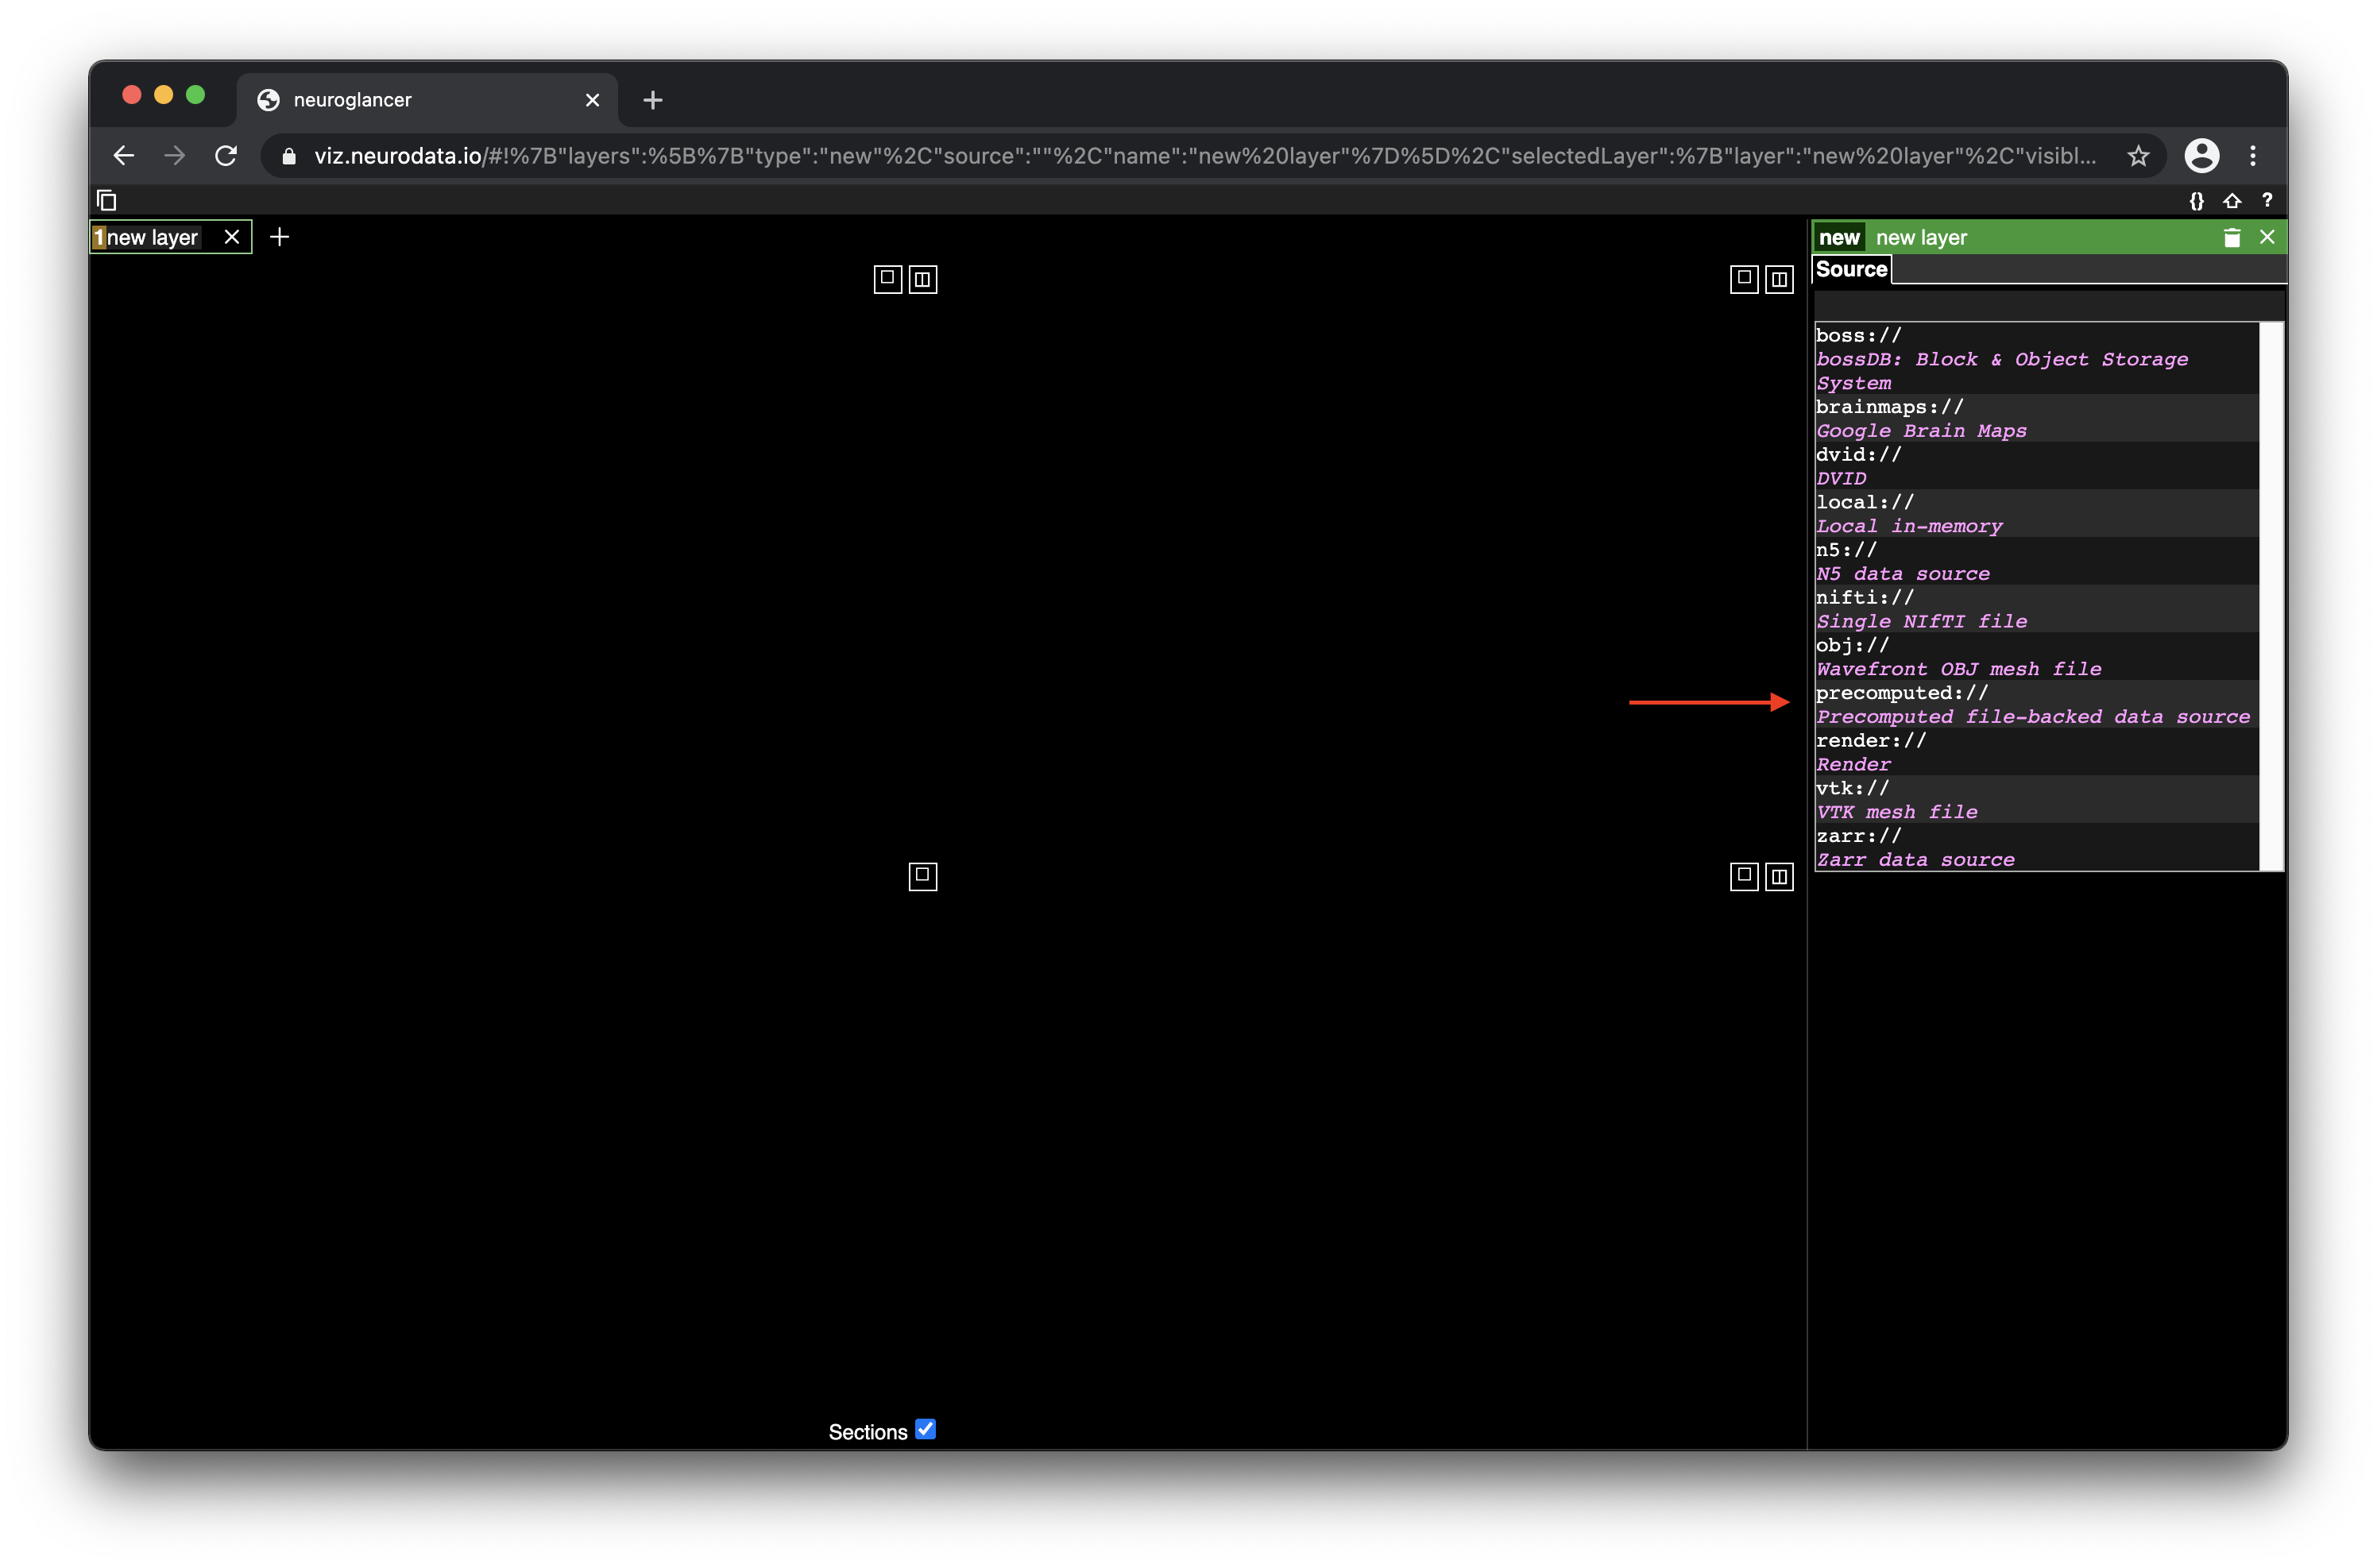 neuroglancer
viz.neurodata.io/#!%7B"layers":%5B%7B"type":"new"%2C"source":""%2C"name":"new%20layer"%7D%5D%2C"selectedLayer":%7B"layer":"new%20layer"%2C"visibl...
{} ?
1 new layer
new new layer
Source
boss://
bossDB: Block & Object Storage
System
brainmaps://
Google Brain Maps
dvid://
DVID
local://
Local in-memory
n5://
N5 data source
nifti://
Single NIfTI file
obj://
Wavefront OBJ mesh file
precomputed://
Precomputed file-backed data source
render://
Render
vtk://
VTK mesh file
zarr://
Zarr data source
Sections